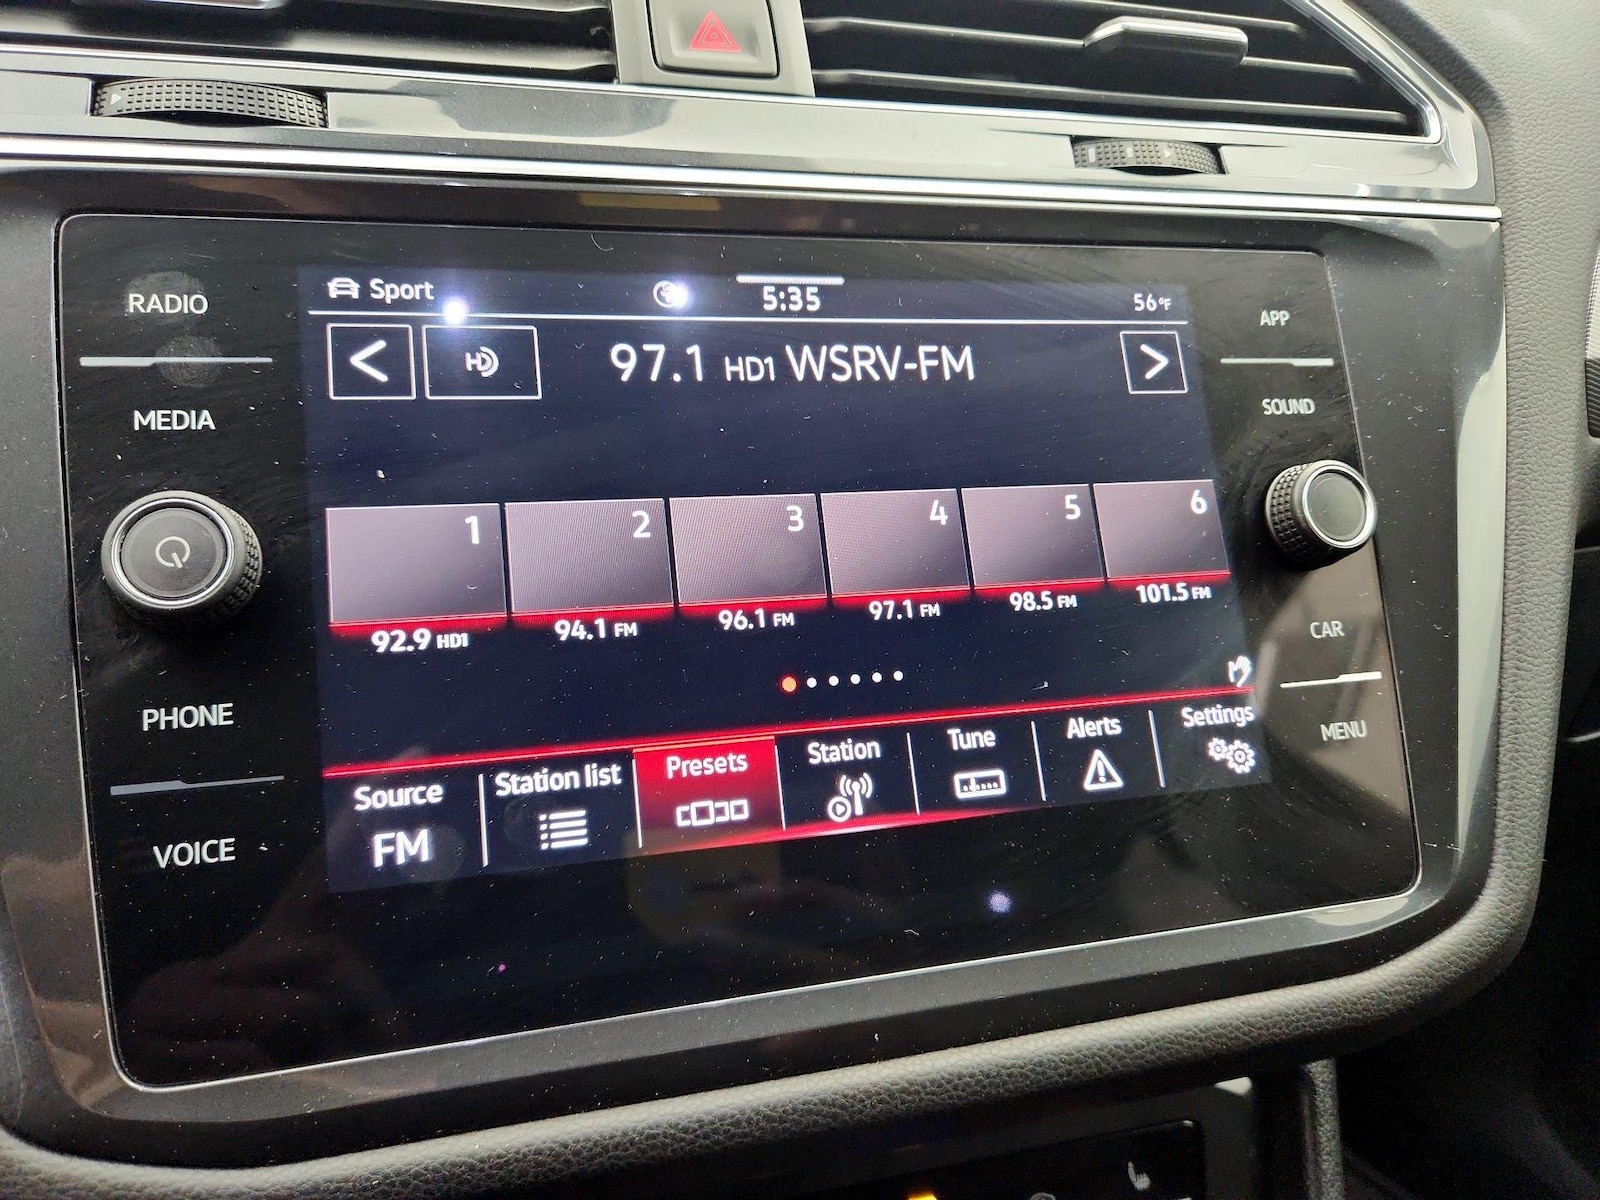 RADIO
MEDIA
PHONE
VOICE
Sport
5:35
56°F
<
HD
97.1 HD1 WSRV-FM
>
1
2
3
4
5
6
92.9 HD1
94.1 FM
96.1 FM
97.1 FM
98.5 FM
101.5 FM
Source
FM
Station list
Presets
Station
Tune
Alerts
Settings
APP
SOUND
CAR
MENU